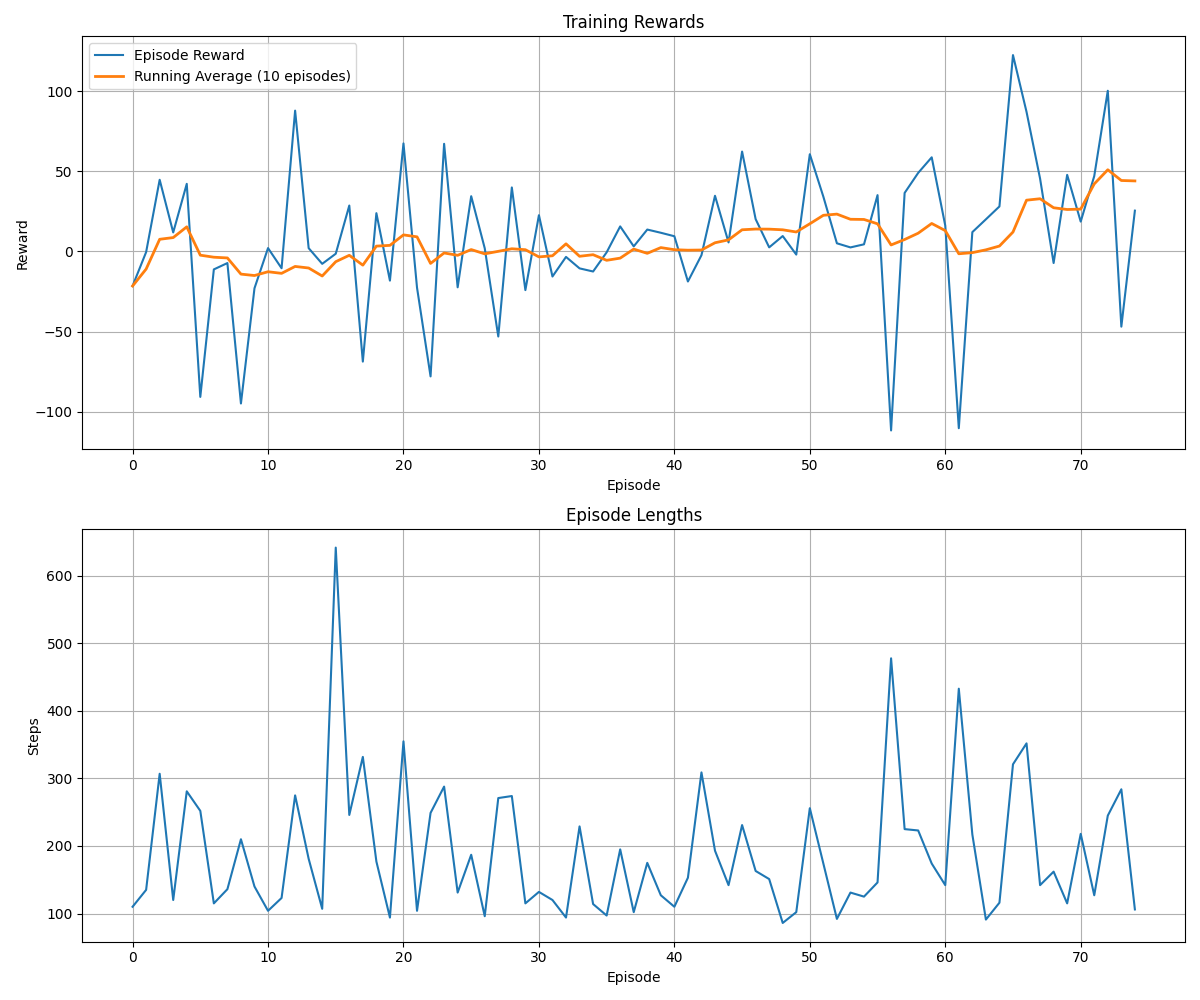 Training Rewards
Episode Reward
Running Average (10 episodes)
100
50
0
−50
−100
Reward
0 10 20 30 40 50 60 70
Episode
Episode Lengths
600
500
400
300
200
100
Steps
0 10 20 30 40 50 60 70
Episode